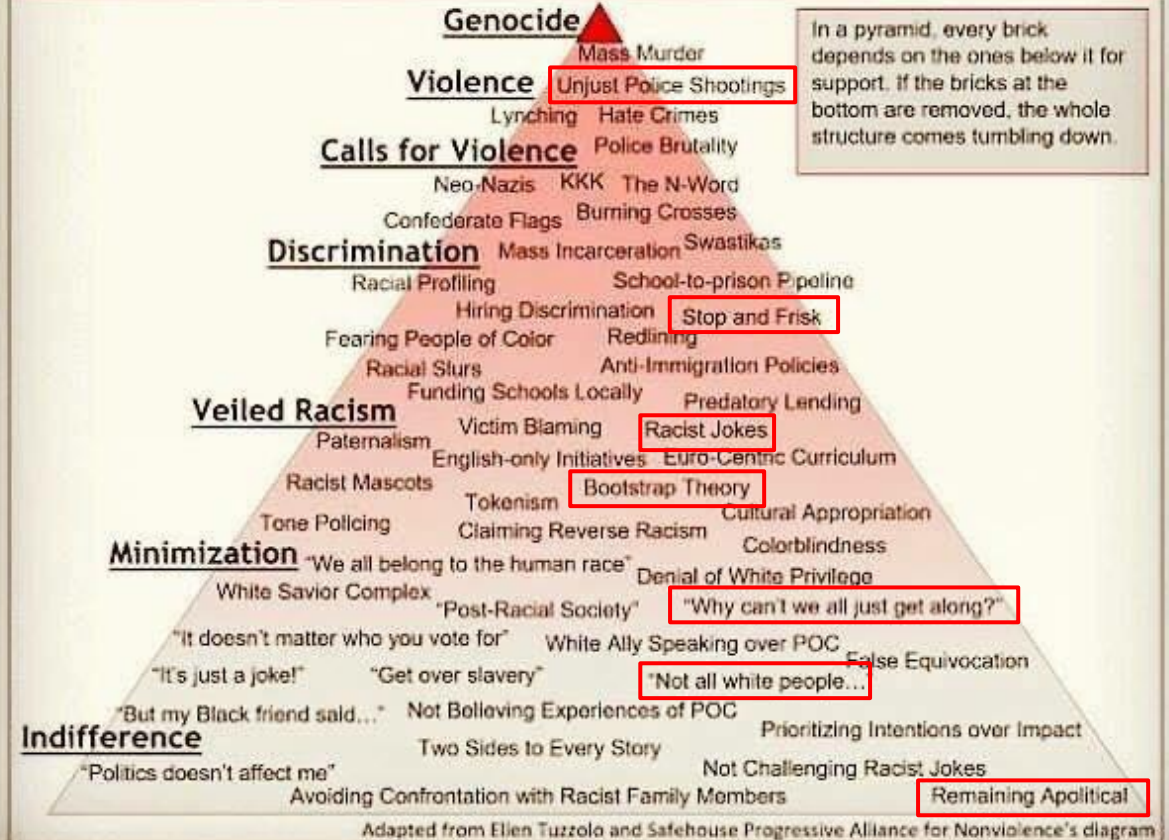 Genocide
Mass Murder
In a pyramid, every brick
depends on the ones below it for
support. If the bricks at the
bottom are removed, the whole
structure comes tumbling down.
Violence Unjust Police Shootings
Lynching Hate Crimes
Calls for Violence Police Brutality
Neo-Nazis KKK The N-Word
Confederate Flags Burning Crosses
Discrimination Mass Incarceration Swastikas
Racial Profiling School-to-prison Pipeline
Hiring Discrimination Stop and Frisk
Fearing People of Color Redlining
Racial Slurs Anti-Immigration Policies
Funding Schools Locally Predatory Lending
Veiled Racism
Paternalism Victim Blaming Racist Jokes
English-only Initiatives Euro-Centric Curriculum
Racist Mascots Bootstrap Theory
Tokenism Cultural Appropriation
Tone Policing Claiming Reverse Racism
Colorblindness
Minimization "We all belong to the human race"
Denial of White Privilege
White Savior Complex
"Post-Racial Society" "Why can't we all just get along?"
"It doesn't matter who you vote for" White Ally Speaking over POC
False Equivocation
"It's just a joke!" "Get over slavery" "Not all white people..."
"But my Black friend said..." Not Believing Experiences of POC
Prioritizing Intentions over Impact
Indifference
Two Sides to Every Story
"Politics doesn't affect me" Not Challenging Racist Jokes
Avoiding Confrontation with Racist Family Members Remaining Apolitical
Adapted from Ellen Tuzzolo and Safehouse Progressive Alliance for Nonviolence's diagram